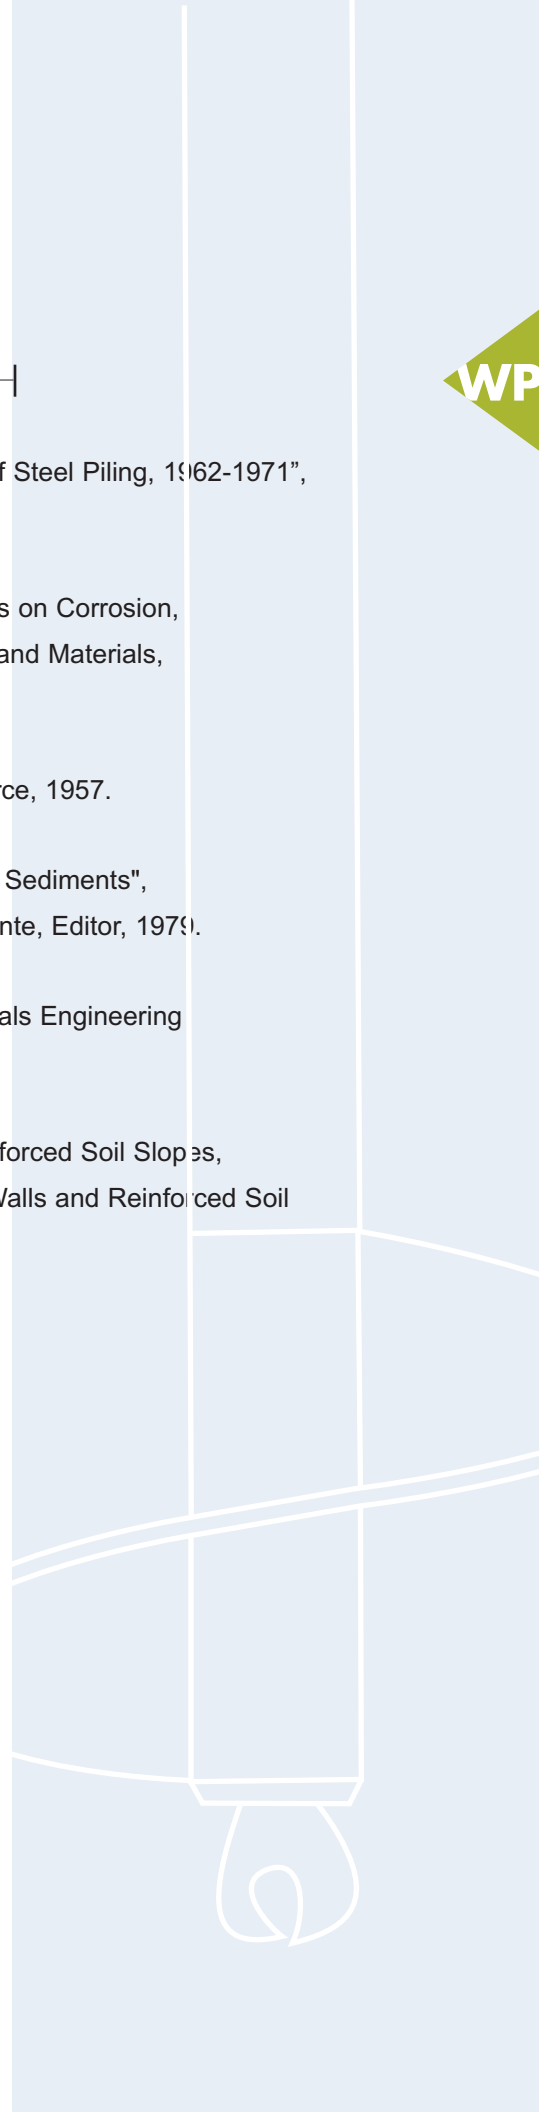 WP
f Steel Piling, 1962-1971”,
s on Corrosion,
and Materials,
rce, 1957.
Sediments",
nte, Editor, 1979.
als Engineering
forced Soil Slopes,
Walls and Reinforced Soil